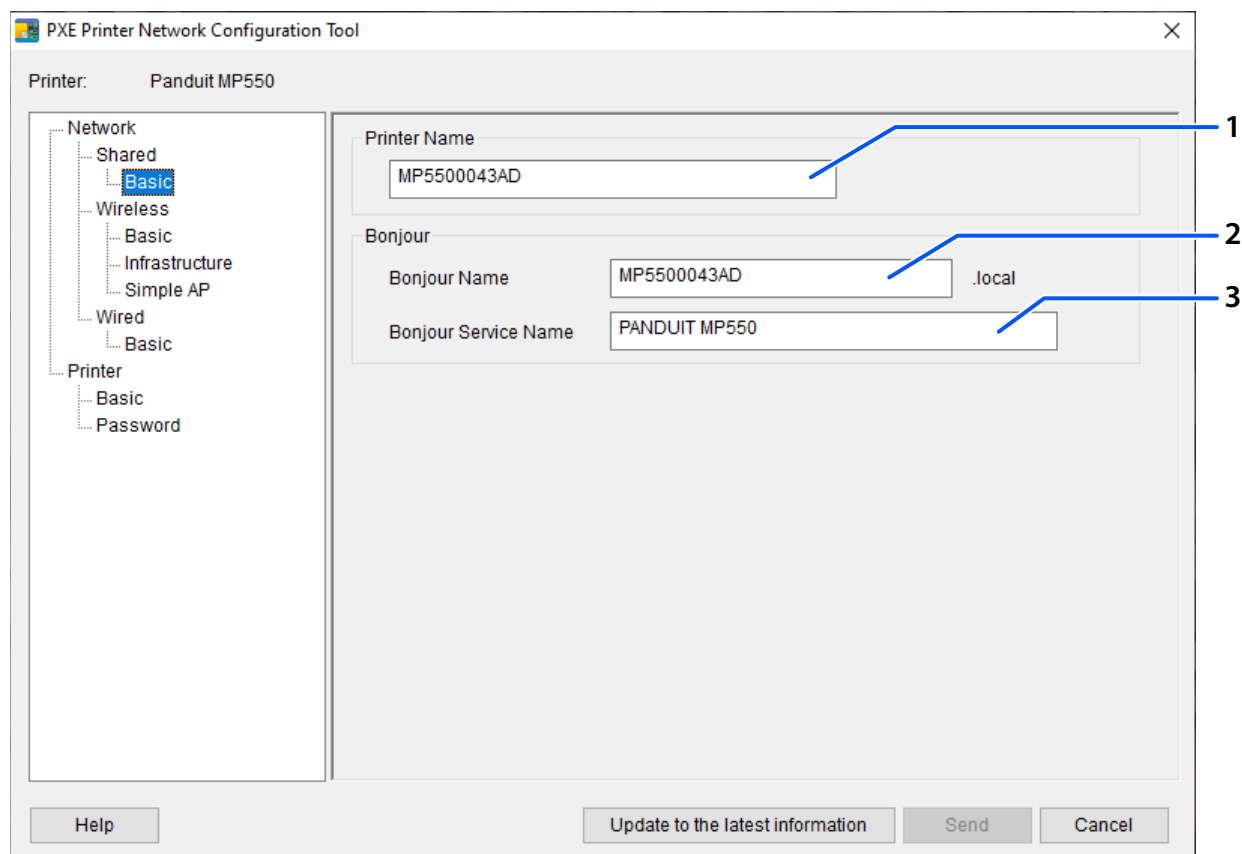 PXE Printer Network Configuration Tool
Printer: Panduit MP550
Network
Shared
Basic
Wireless
Basic
Infrastructure
Simple AP
Wired
Basic
Printer
Basic
Password
Printer Name
MP5500043AD
1
Bonjour
Bonjour Name MP5500043AD .local
2
Bonjour Service Name PANDUIT MP550
3
Help Update to the latest information Send Cancel